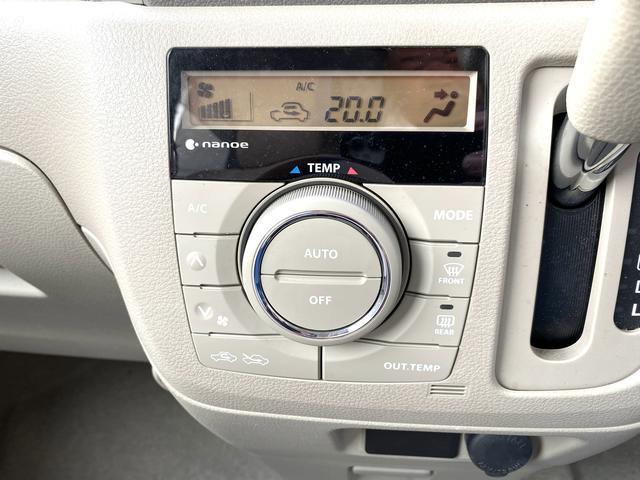 A/C
20.0
nanoe
TEMP
A/C
MODE
AUTO
OFF
FRONT
REAR
OUT.TEMP
D
L